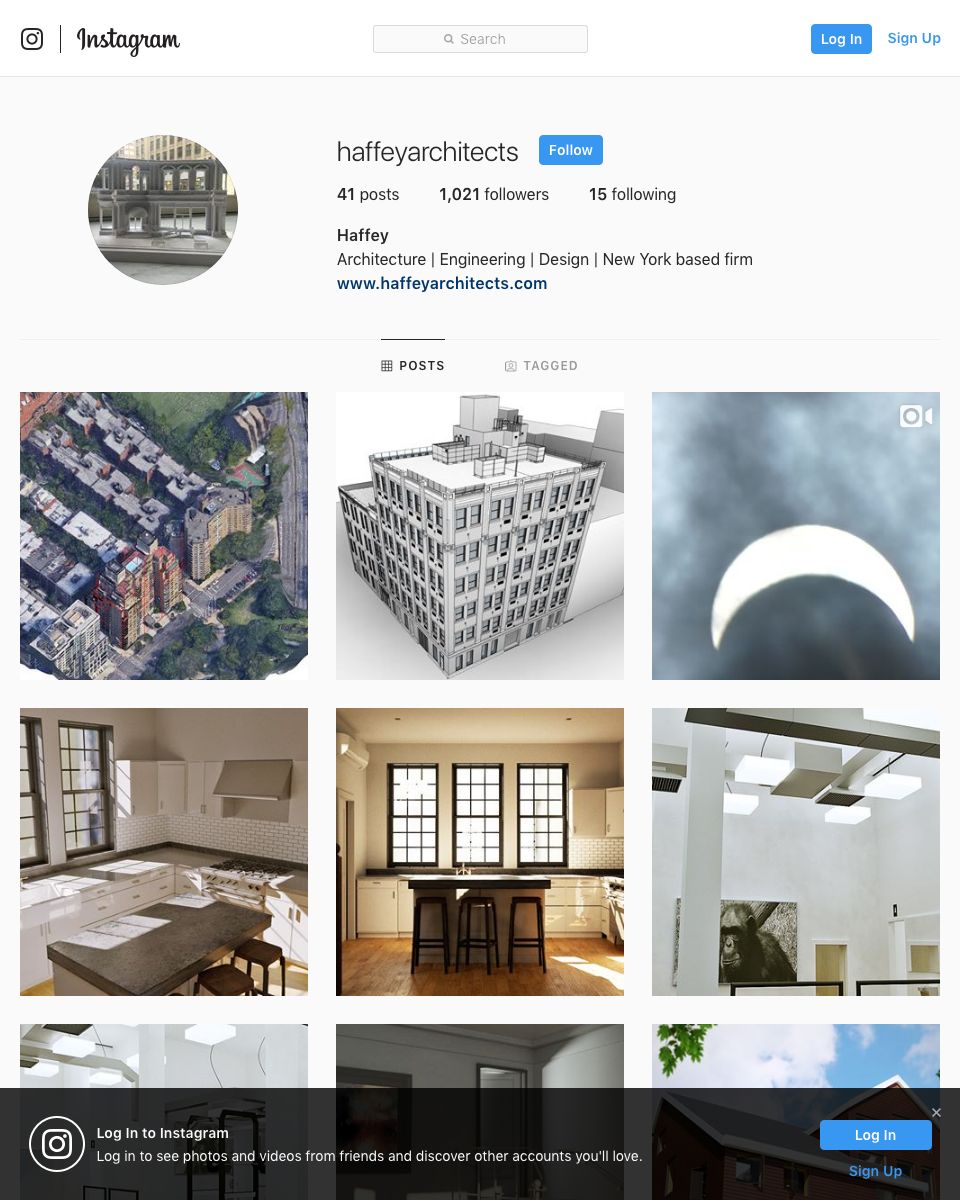 Instagram
Search
Log In
Sign Up
haffeyarchitects
Follow
41 posts
1,021 followers
15 following
Haffey
Architecture | Engineering | Design | New York based firm
www.haffeyarchitects.com
POSTS
TAGGED
Log In to Instagram
Log in to see photos and videos from friends and discover other accounts you'll love.
Log In
Sign Up